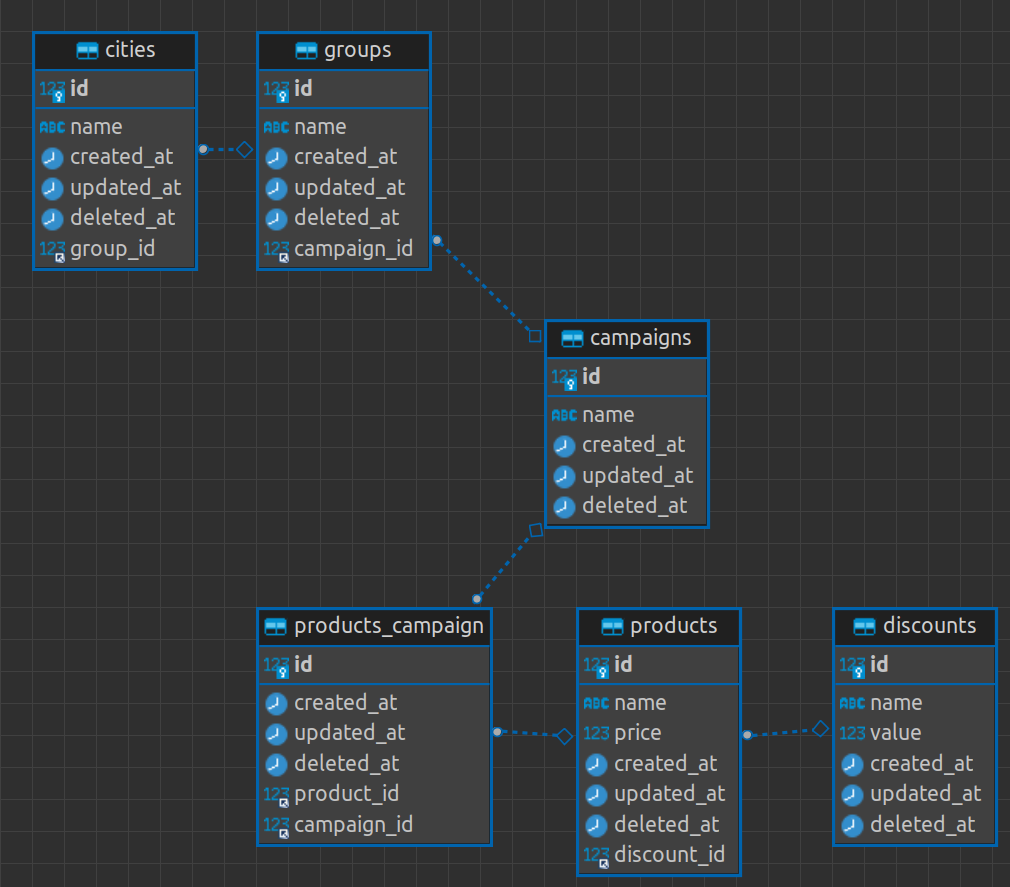 cities
123 id
ABC name
created_at
updated_at
deleted_at
123 group_id
groups
123 id
ABC name
created_at
updated_at
deleted_at
123 campaign_id
campaigns
123 id
ABC name
created_at
updated_at
deleted_at
products_campaign
123 id
created_at
updated_at
deleted_at
123 product_id
123 campaign_id
products
123 id
ABC name
123 price
created_at
updated_at
deleted_at
123 discount_id
discounts
123 id
ABC name
123 value
created_at
updated_at
deleted_at